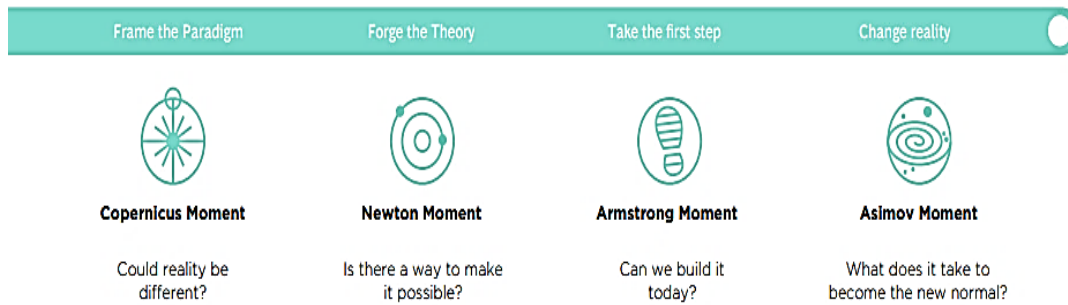 Frame the Paradigm
Forge the Theory
Take the first step
Change reality
Copernicus Moment
Newton Moment
Armstrong Moment
Asimov Moment
Could reality be
different?
Is there a way to make
it possible?
Can we build it
today?
What does it take to
become the new normal?